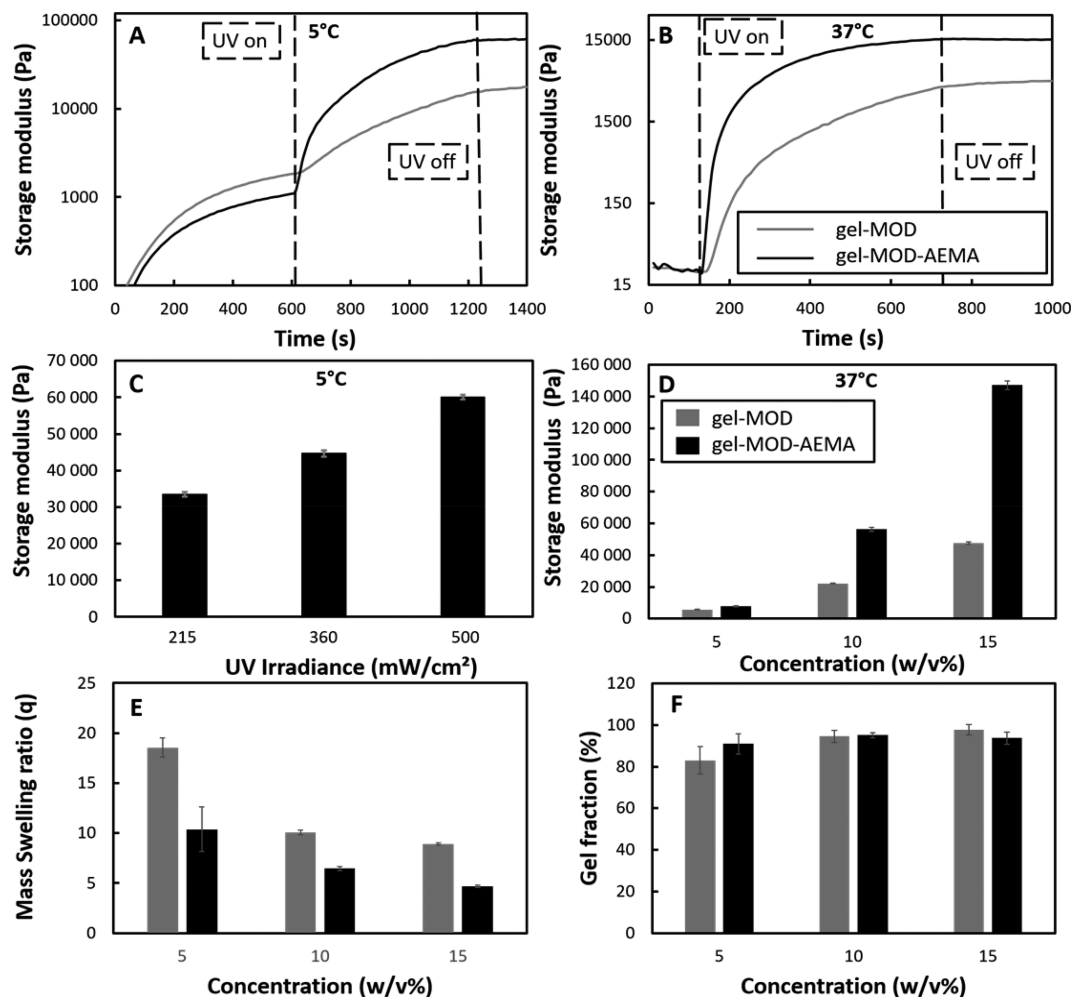 A
UV on
5°C
UV off
Storage modulus (Pa)
100000
10000
1000
100
0 200 400 600 800 1000 1200 1400
Time (s)
B
UV on
37°C
UV off
gel-MOD
gel-MOD-AEMA
Storage modulus (Pa)
15000
1500
150
15
0 200 400 600 800 1000
Time (s)
C
5°C
Storage modulus (Pa)
70 000
60 000
50 000
40 000
30 000
20 000
10 000
0
215 360 500
UV Irradiance (mW/cm²)
D
37°C
gel-MOD
gel-MOD-AEMA
Storage modulus (Pa)
160 000
140 000
120 000
100 000
80 000
60 000
40 000
20 000
0
5 10 15
Concentration (w/v%)
E
Mass Swelling ratio (q)
25
20
15
10
5
0
5 10 15
Concentration (w/v%)
F
Gel fraction (%)
120
100
80
60
40
20
0
5 10 15
Concentration (w/v%)